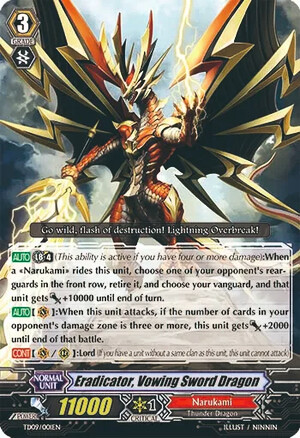 3
GRADE
Go wild, flash of destruction! Lightning Overbreak!
AUTO LB4 (This ability is active if you have four or more damage):When
a «Narukami» rides this unit, choose one of your opponent's rear-
guards in the front row, retire it, and choose your vanguard, and that
unit gets +10000 until end of turn.
AUTO [ ]:When this unit attacks, if the number of cards in
your opponent's damage zone is three or more, this unit gets +2000
until end of that battle.
CONT [ ]:Lord (If you have a unit without a same clan as this unit, this unit cannot attack)
NORMAL
UNIT
Eradicator, Vowing Sword Dragon
POWER
11000
1
CRITICAL
Narukami
Thunder Dragon
TD09/001EN
ILLUST / NINNIN